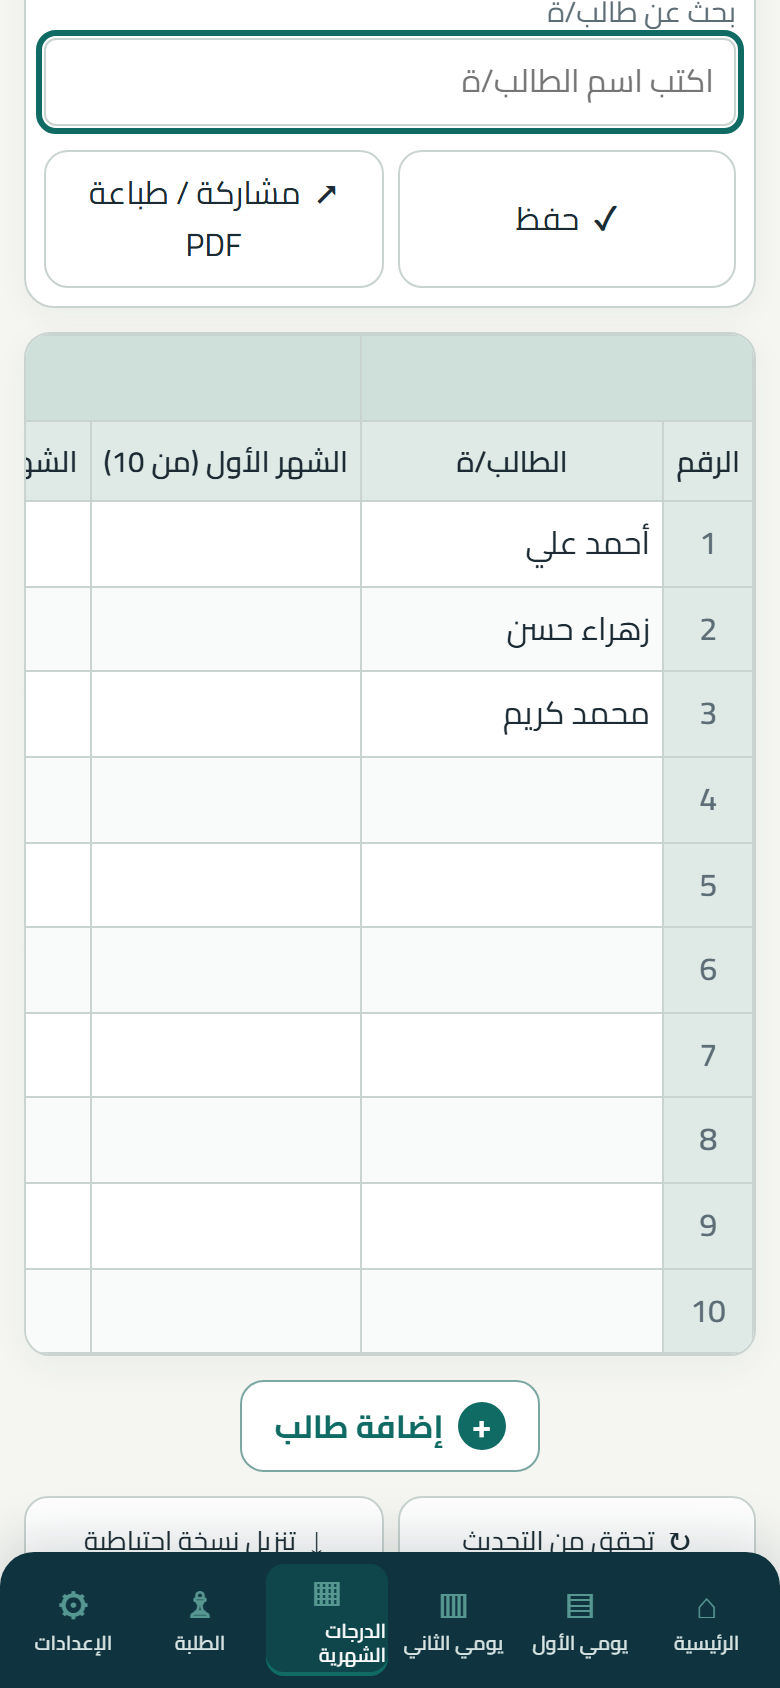 بحث عن طالب/ة
اكتب اسم الطالب/ة
✓ حفظ
↗ مشاركة / طباعة
PDF
الرقم
الطالب/ة
الشهر الأول (من 10)
1
أحمد علي
2
زهراء حسن
3
محمد كريم
4
5
6
7
8
9
10
+ إضافة طالب
↻ تحقق من التحديث
↓ تنزيل نسخة احتياطية
الرئيسية
يومي الأول
يومي الثاني
الدرجات
الشهرية
الطلبة
الإعدادات